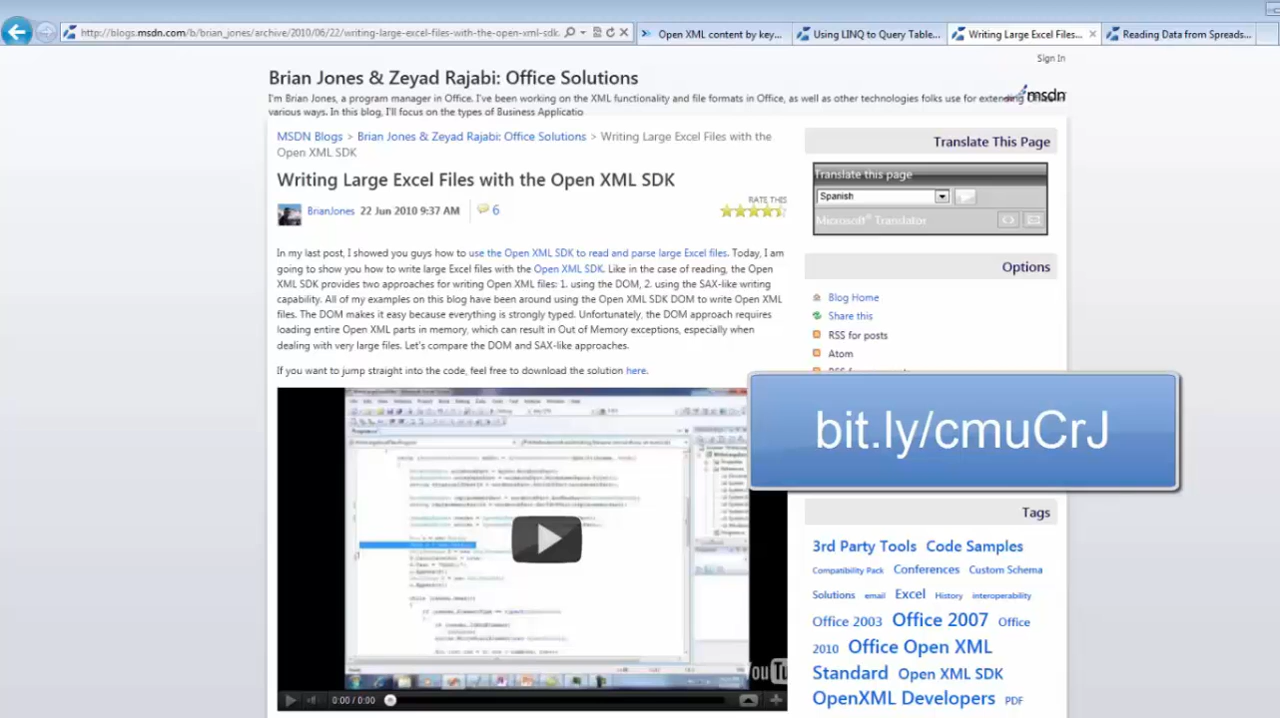 http://blogs.msdn.com/b/brian_jones/archive/2010/06/22/writing-large-excel-files-with-the-open-xml-sdk.
Open XML content by key...
Using LINQ to Query Table...
Writing Large Excel Files...
Reading Data from Spreads...
Sign In
Brian Jones & Zeyad Rajabi: Office Solutions
I'm Brian Jones, a program manager in Office. I've been working on the XML functionality and file formats in Office, as well as other technologies folks use for extending Office in
various ways. In this blog, I'll focus on the types of Business Applicatio
msdn
MSDN Blogs > Brian Jones & Zeyad Rajabi: Office Solutions > Writing Large Excel Files with the
Open XML SDK
Writing Large Excel Files with the Open XML SDK
BrianJones 22 Jun 2010 9:37 AM 6
RATE THIS
In my last post, I showed you guys how to use the Open XML SDK to read and parse large Excel files. Today, I am
going to show you how to write large Excel files with the Open XML SDK. Like in the case of reading, the Open
XML SDK provides two approaches for writing Open XML files: 1. using the DOM, 2. using the SAX-like writing
capability. All of my examples on this blog have been around using the Open XML SDK DOM to write Open XML
files. The DOM makes it easy because everything is strongly typed. Unfortunately, the DOM approach requires
loading entire Open XML parts in memory, which can result in Out of Memory exceptions, especially when
dealing with very large files. Let's compare the DOM and SAX-like approaches.
If you want to jump straight into the code, feel free to download the solution here.
0:00 / 0:00
Translate This Page
Translate this page
Spanish
Microsoft® Translator
Options
Blog Home
Share this
RSS for posts
Atom
bit.ly/cmuCrJ
Tags
3rd Party Tools Code Samples
Compatibility Pack Conferences Custom Schema
Solutions email Excel History interoperability
Office 2003 Office 2007 Office
2010 Office Open XML
Standard Open XML SDK
OpenXML Developers PDF